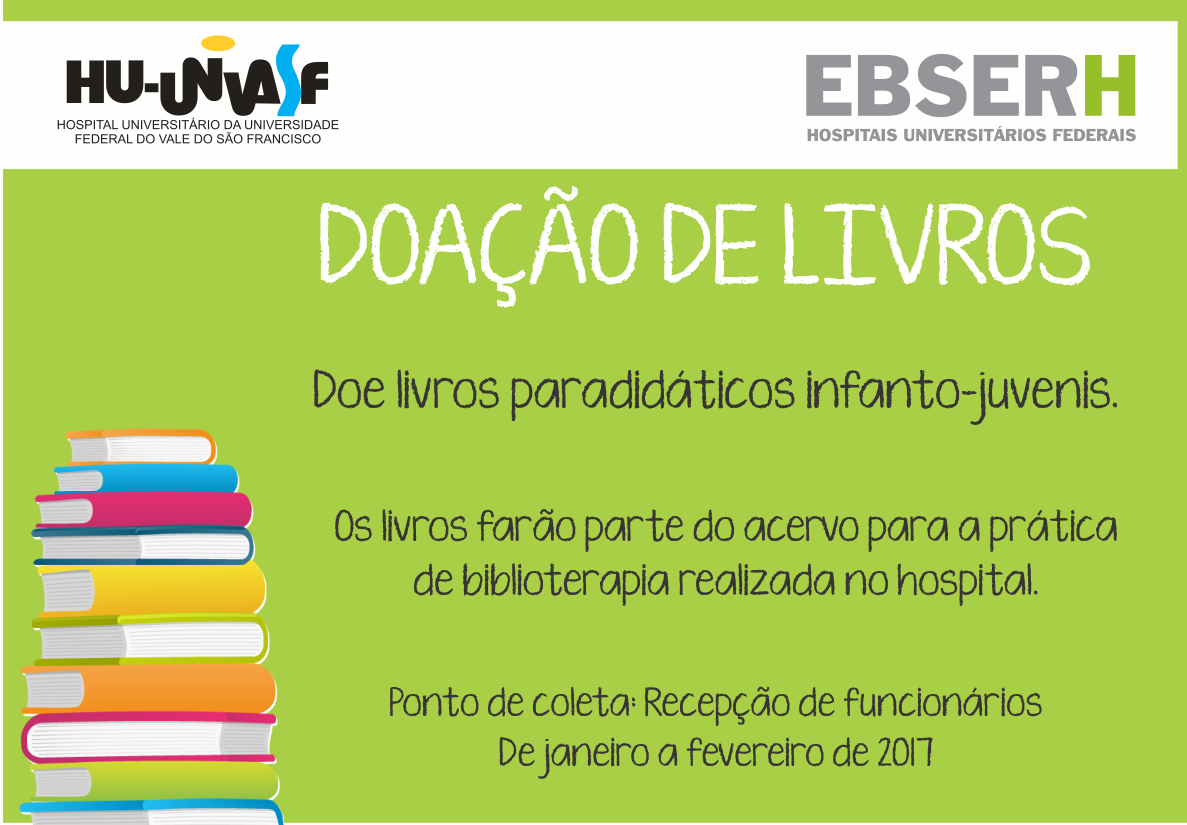 HU-UNIVASF
HOSPITAL UNIVERSITÁRIO DA UNIVERSIDADE
FEDERAL DO VALE DO SÃO FRANCISCO
EBSERH
HOSPITAIS UNIVERSITÁRIOS FEDERAIS
DOAÇÃO DE LIVROS
Doe livros paradidáticos infanto-juvenis.
Os livros farão parte do acervo para a prática
de biblioterapia realizada no hospital.
Ponto de coleta: Recepção de funcionários
De janeiro a fevereiro de 2017